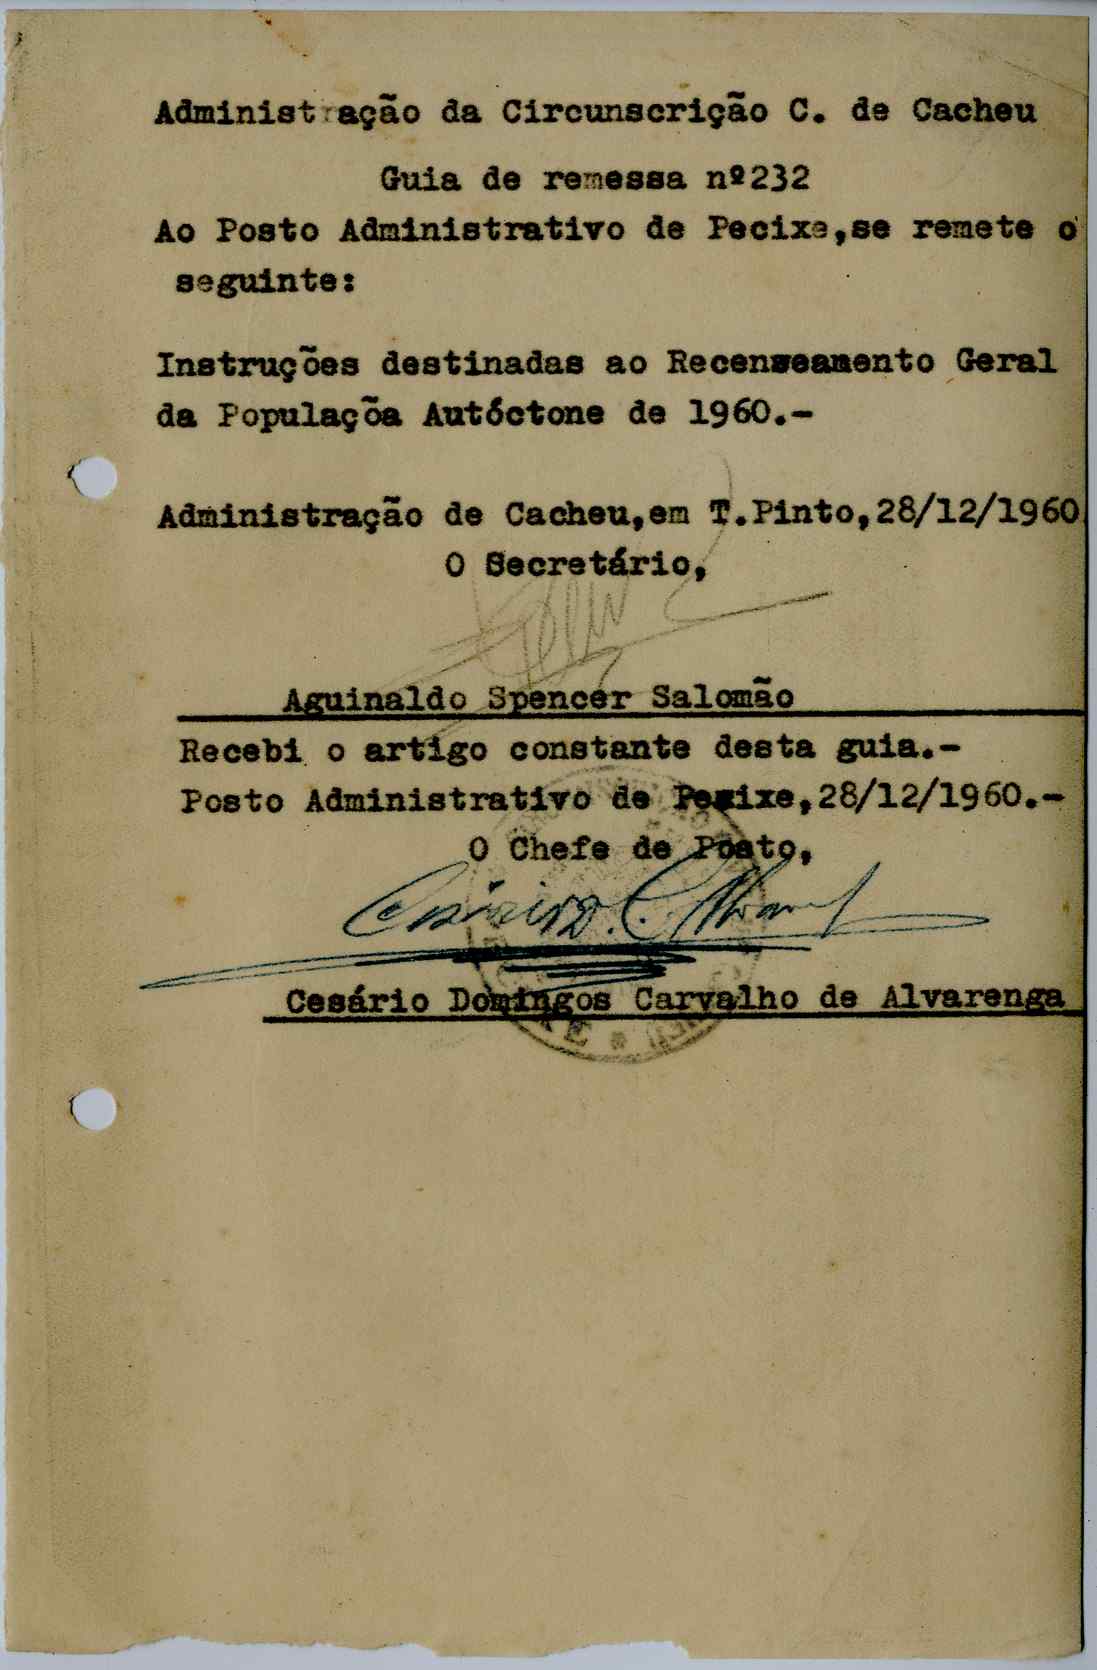 Administração da Circunscrição C. de Cacheu
Guia de remessa nº232
Ao Posto Administrativo de Pecixe,se remete o
seguinte:
Instruções destinadas ao Recenseamento Geral
da Populaçõa Autóctone de 1960.-
Administração de Cacheu,em T.Pinto,28/12/1960
O Secretário,
Aguinaldo Spencer Salomão
Recebi o artigo constante desta guia.-
Posto Administrativo de Pecixe,28/12/1960.-
O Chefe de Posto,
Cesário Domingos Carvalho de Alvarenga